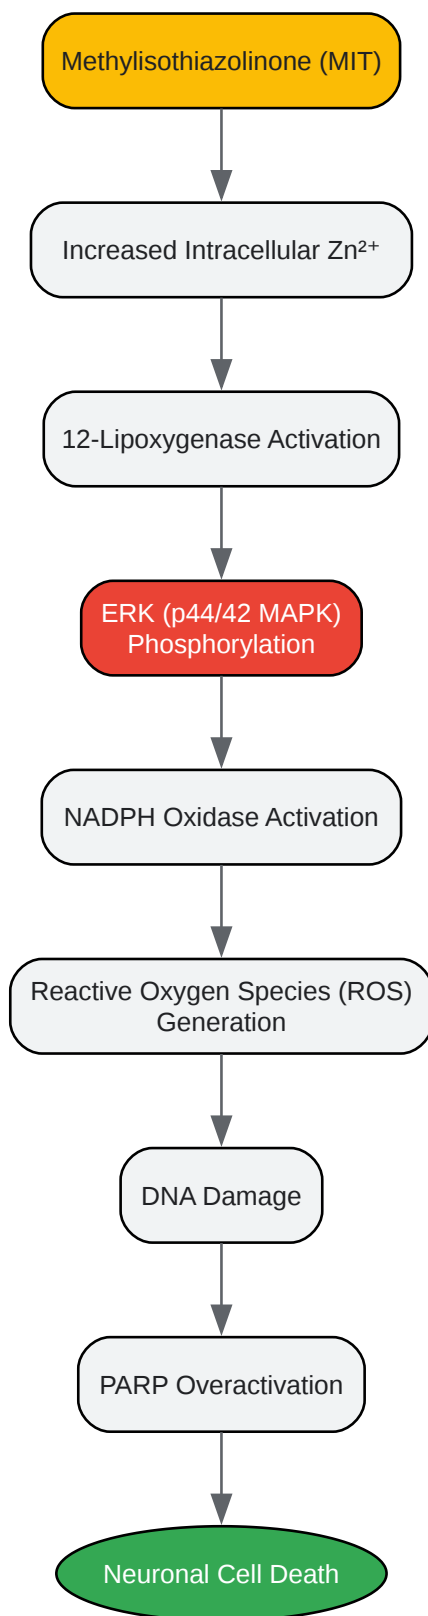 Methylisothiazolinone (MIT)
Increased Intracellular Zn²⁺
12-Lipoxygenase Activation
ERK (p44/42 MAPK)
Phosphorylation
NADPH Oxidase Activation
Reactive Oxygen Species (ROS)
Generation
DNA Damage
PARP Overactivation
Neuronal Cell Death